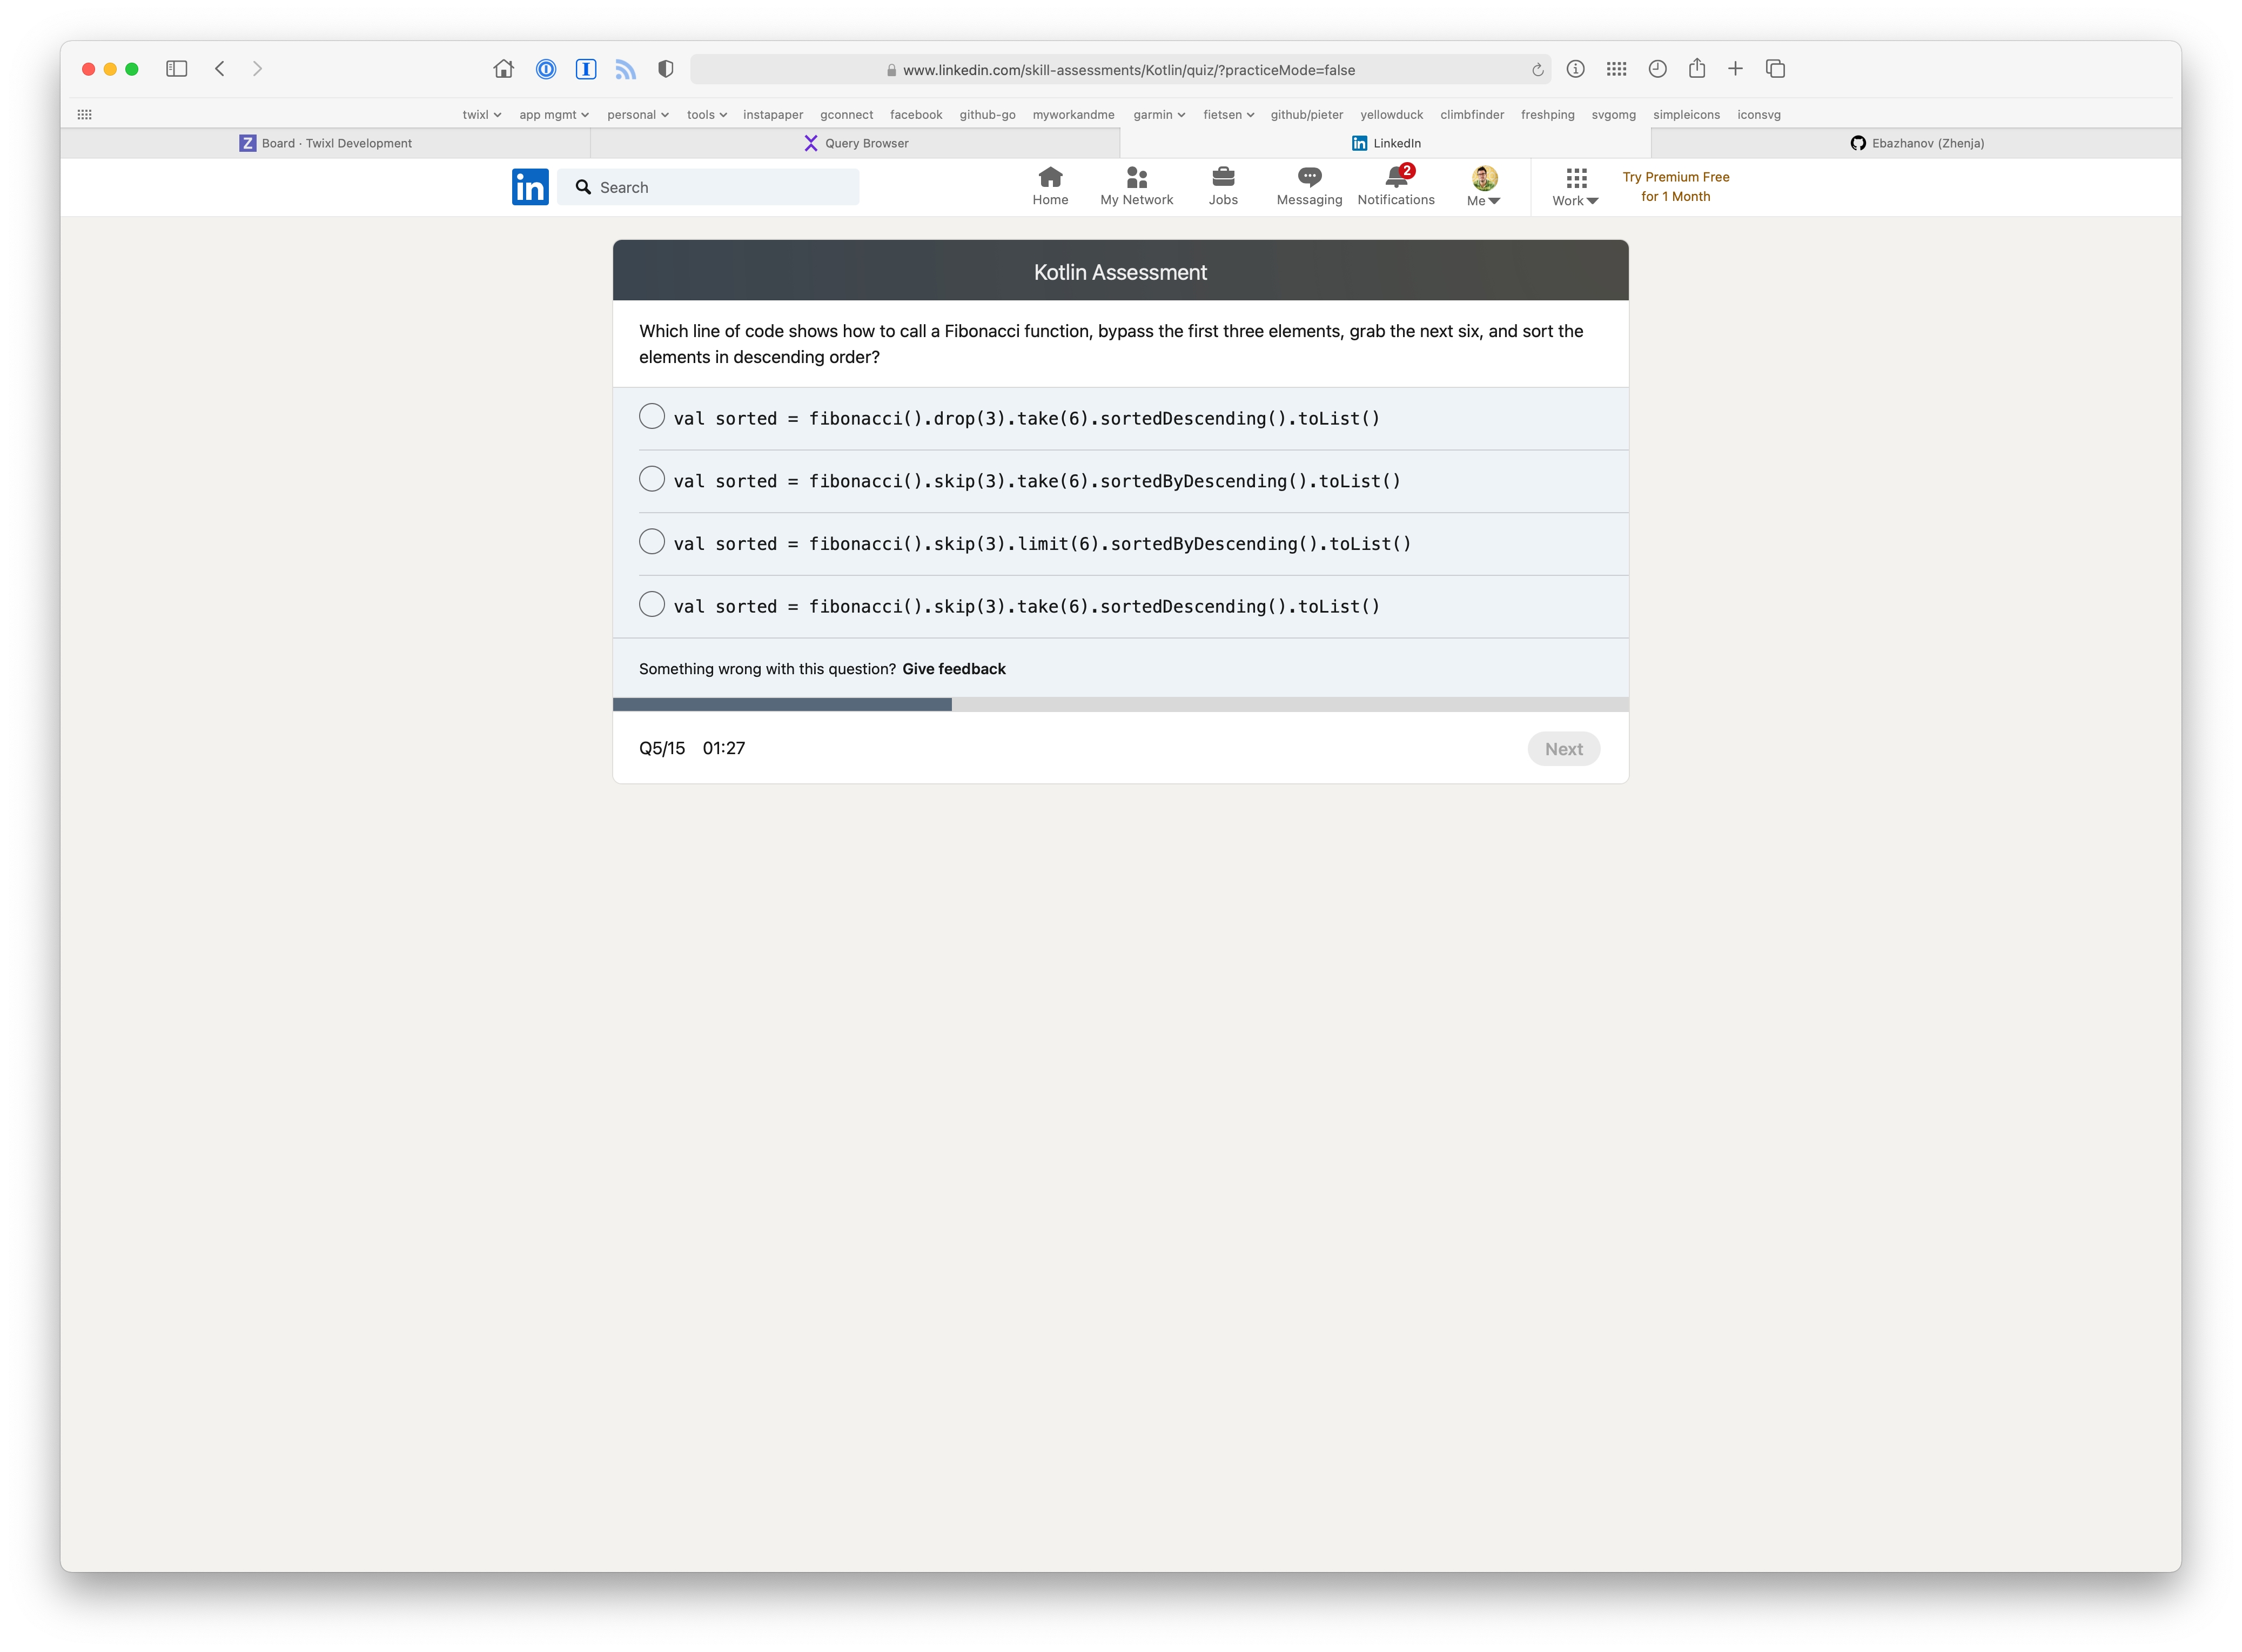 www.linkedin.com/skill-assessments/Kotlin/quiz/?practiceMode=false
twixl app mgmt personal tools instapaper gconnect facebook github-go myworkandme garmin fietsen github/pieter yellowduck climbfinder freshping svgomg simpleicons iconsvg
Z Board · Twixl Development Query Browser in LinkedIn Ebazhanov (Zhenja)
in Search
2
Home My Network Jobs Messaging Notifications Me Work
Try Premium Free
for 1 Month
Kotlin Assessment
Which line of code shows how to call a Fibonacci function, bypass the first three elements, grab the next six, and sort the
elements in descending order?
val sorted = fibonacci().drop(3).take(6).sortedDescending().toList()
val sorted = fibonacci().skip(3).take(6).sortedByDescending().toList()
val sorted = fibonacci().skip(3).limit(6).sortedByDescending().toList()
val sorted = fibonacci().skip(3).take(6).sortedDescending().toList()
Something wrong with this question? Give feedback
Q5/15 01:27
Next